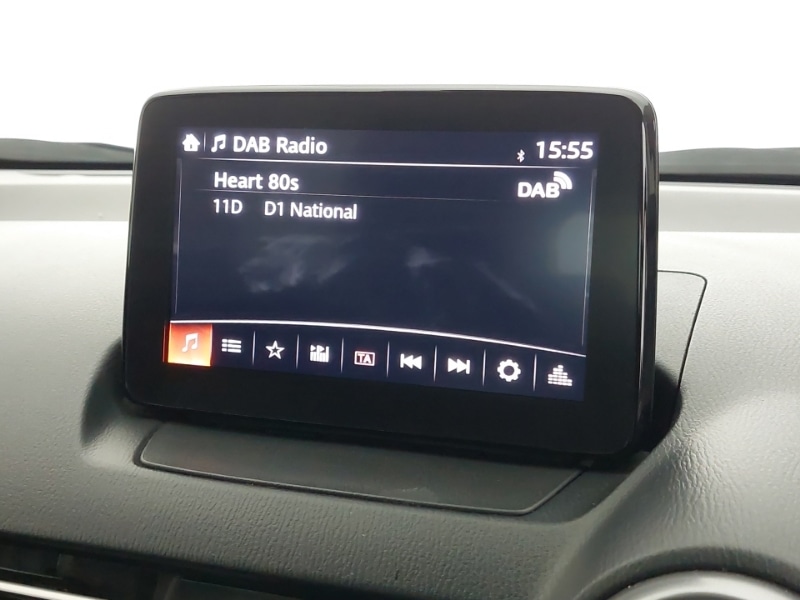 DAB Radio 15:55
Heart 80s DAB
11D D1 National
TA